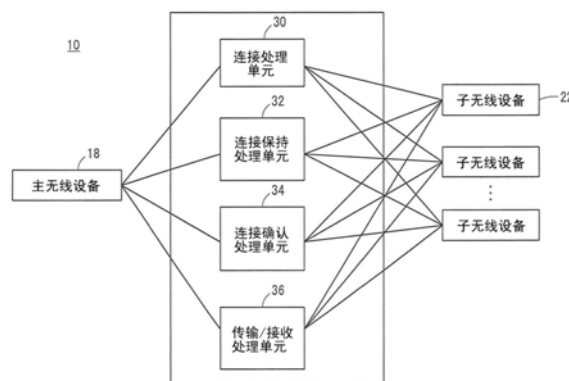 10
30
连接处理
单元
32
连接保持
处理单元
34
连接确认
处理单元
36
传输/接收
处理单元
18
主无线设备
22
子无线设备
子无线设备
子无线设备